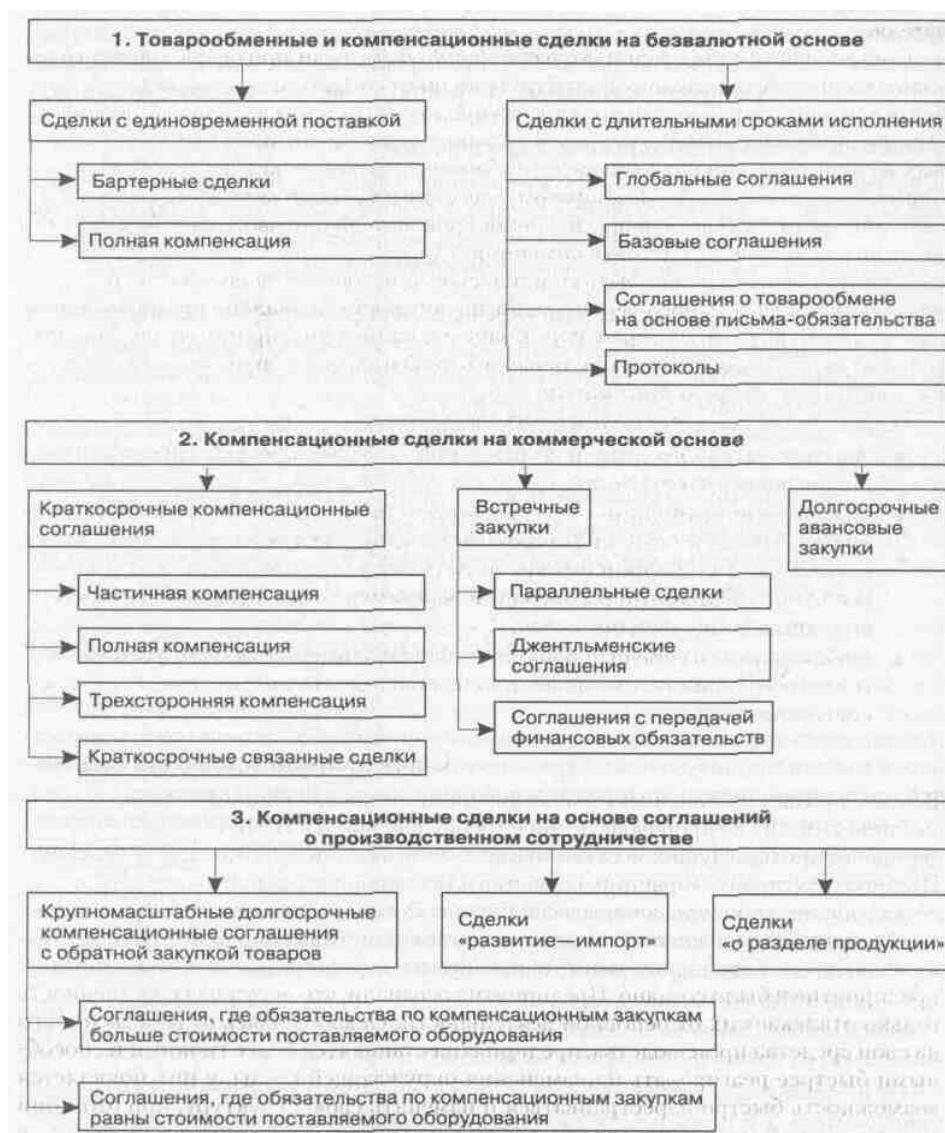 1. Товарообменные и компенсационные сделки на безвалютной основе
Сделки с единовременной поставкой
Бартерные сделки
Полная компенсация
Сделки с длительными сроками исполнения
Глобальные соглашения
Базовые соглашения
Соглашения о товарообмене
на основе письма-обязательства
Протоколы
2. Компенсационные сделки на коммерческой основе
Краткосрочные компенсационные
соглашения
Частичная компенсация
Полная компенсация
Трехсторонняя компенсация
Краткосрочные связанные сделки
Встречные
закупки
Параллельные сделки
Джентльменские
Соглашения с передачей
финансовых обязательств
Долгосрочные
авансовые
закупки
3. Компенсационные сделки на основе соглашений
о производственном сотрудничестве
Крупномасштабные долгосрочные
компенсационные соглашения
с обратной закупкой товаров
Соглашения, где обязательства по компенсационным закупкам
больше стоимости поставляемого оборудования
Соглашения, где обязательства по компенсационным закупкам
равны стоимости поставляемого оборудования
Сделки
«развитие–импорт»
Сделки
«о разделе продукции»